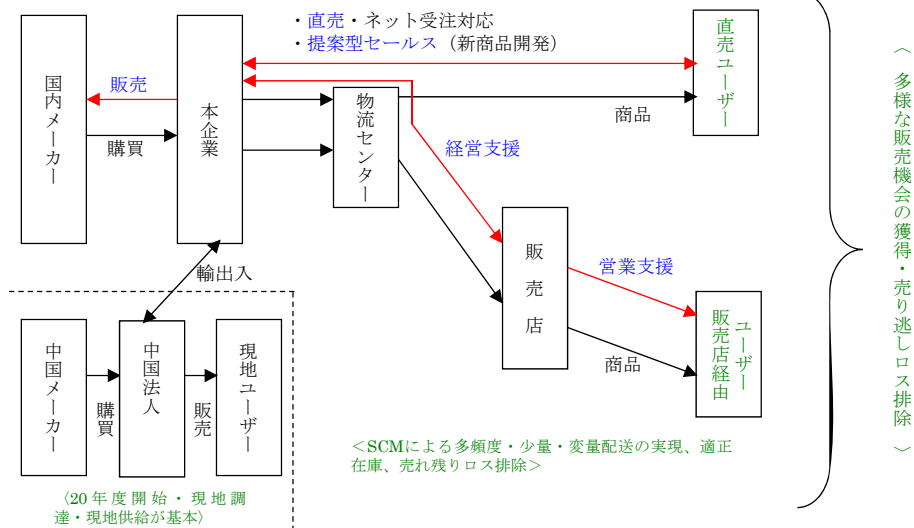 ・直売・ネット受注対応
・提案型セールス（新商品開発）
国内メーカー
販売
購買
本企業
物流センター
商品
直売ユーザー
経営支援
販売店
営業支援
商品
ユーザー
販売店経由
輸出入
中国メーカー
購買
中国法人
販売
現地ユーザー
〈20年度開始・現地調
達・現地供給が基本〉
＜SCMによる多頻度・少量・変量配送の実現、適正
在庫、売れ残りロス排除＞
〈 多様な販売機会の獲得・売り逃しロス排除 〉